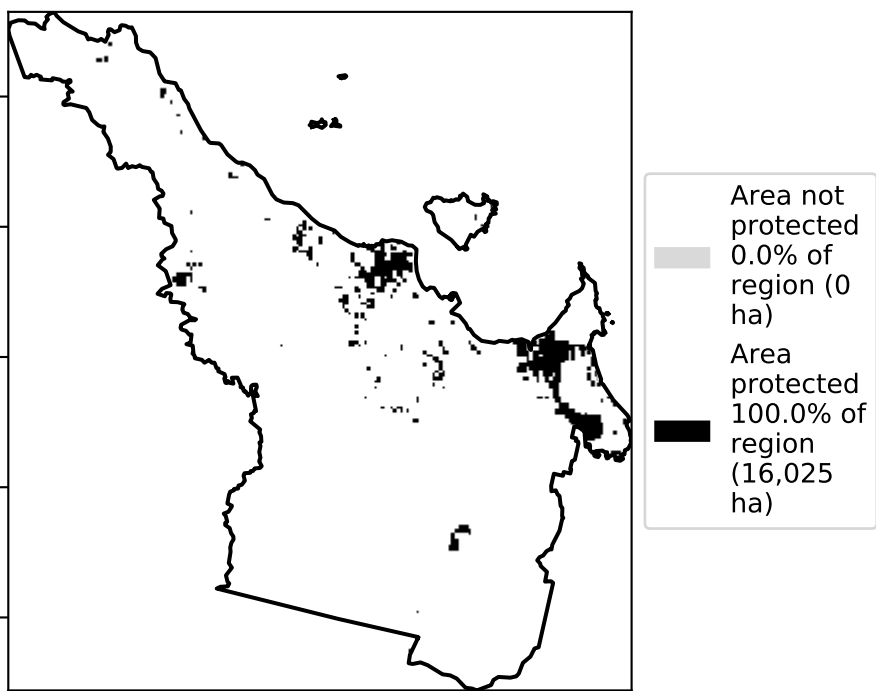 Area not
protected
0.0% of
region (0
ha)
Area
protected
100.0% of
region
(16,025
ha)